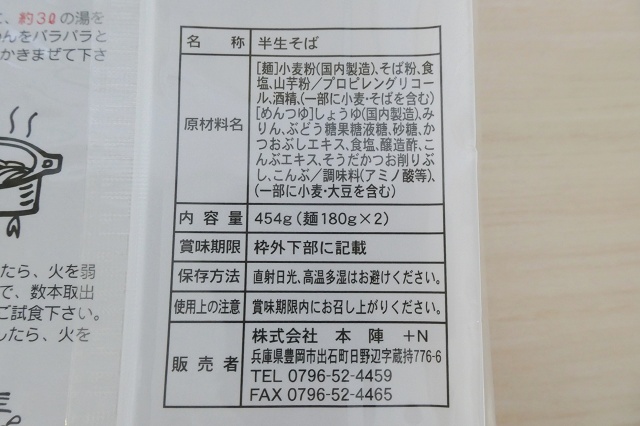 、約3ℓの湯を
んをバラバラと
かきまぜて下さ
たら、火を弱
で、数本取出
ご試食下さい。
したら、火を
名 称 半生そば
原材料名
[麺]小麦粉(国内製造)、そば粉、食
塩、山芋粉／プロピレングリコー
ル、酒精、(一部に小麦・そばを含む)
[めんつゆ]しょうゆ(国内製造)、み
りん、ぶどう糖果糖液糖、砂糖、か
つおぶしエキス、食塩、醸造酢、こ
んぶエキス、そうだかつお削りぶ
し、こんぶ／調味料(アミノ酸等)、
(一部に小麦・大豆を含む)
内 容 量 454g(麺180g×2)
賞味期限 枠外下部に記載
保存方法 直射日光、高温多湿はお避けください。
使用上の注意 賞味期限内にお召し上がりください。
販 売 者
株式会社 本 陣 +N
兵庫県豊岡市出石町日野辺字蔵持776-6
TEL 0796-52-4459
FAX 0796-52-4465